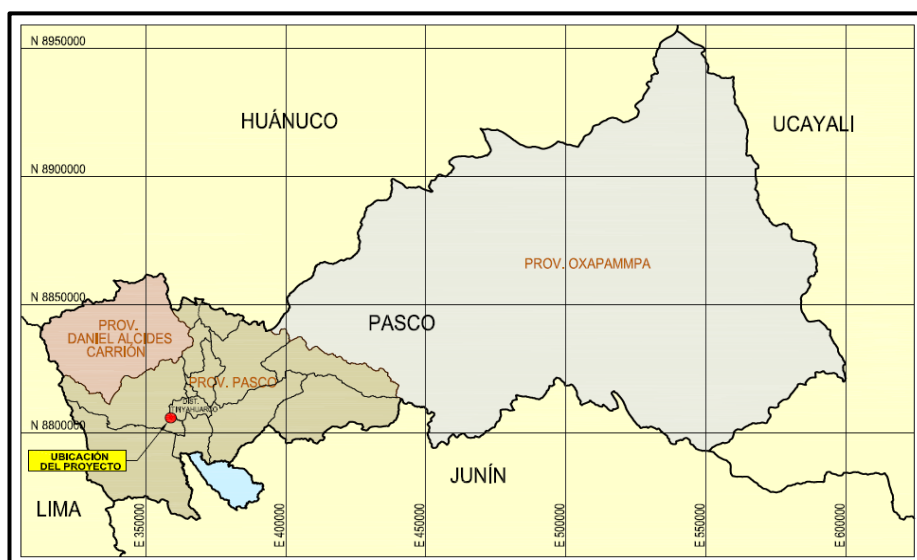 N 8950000
HUÁNUCO
UCAYALI
N 8900000
PROV. OXAPAMMPA
N 8850000
PROV.
DANIEL ALCIDES
CARRIÓN
PASCO
PROV. PASCO
DIST.
N 8800000
UBICACIÓN
DEL PROYECTO
JUNÍN
LIMA
E 350000
E 400000
E 450000
E 500000
E 550000
E 600000